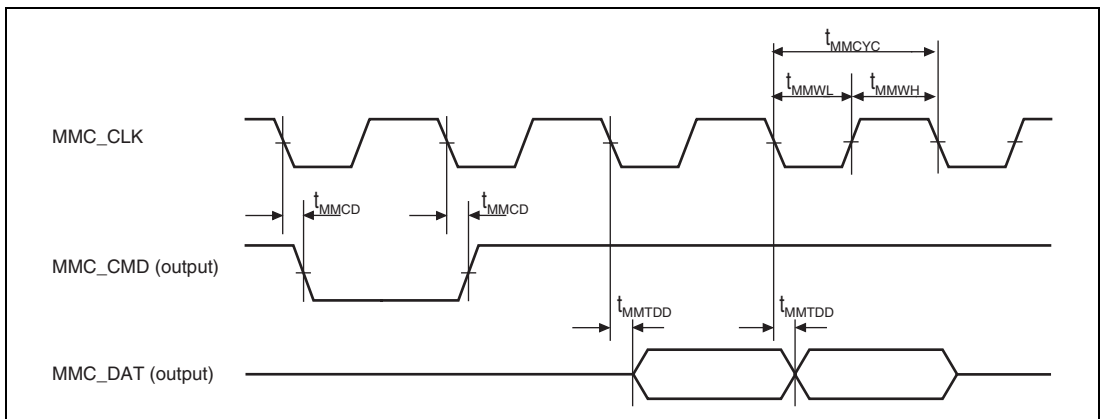 tMMCYC
tMMWL tMMWH
MMC_CLK
tMMCD tMMCD
MMC_CMD (output)
tMMTDD tMMTDD
MMC_DAT (output)